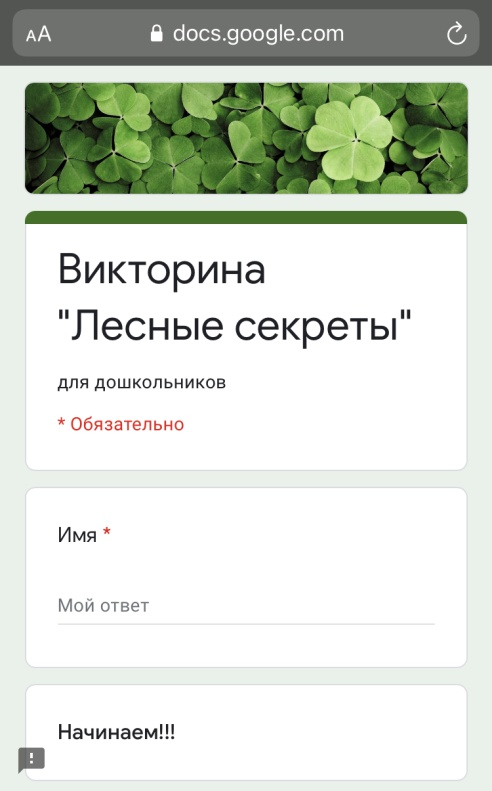 AA
docs.google.com
Викторина
"Лесные секреты"
для дошкольников
* Обязательно
Имя *
Мой ответ
Начинаем!!!
!